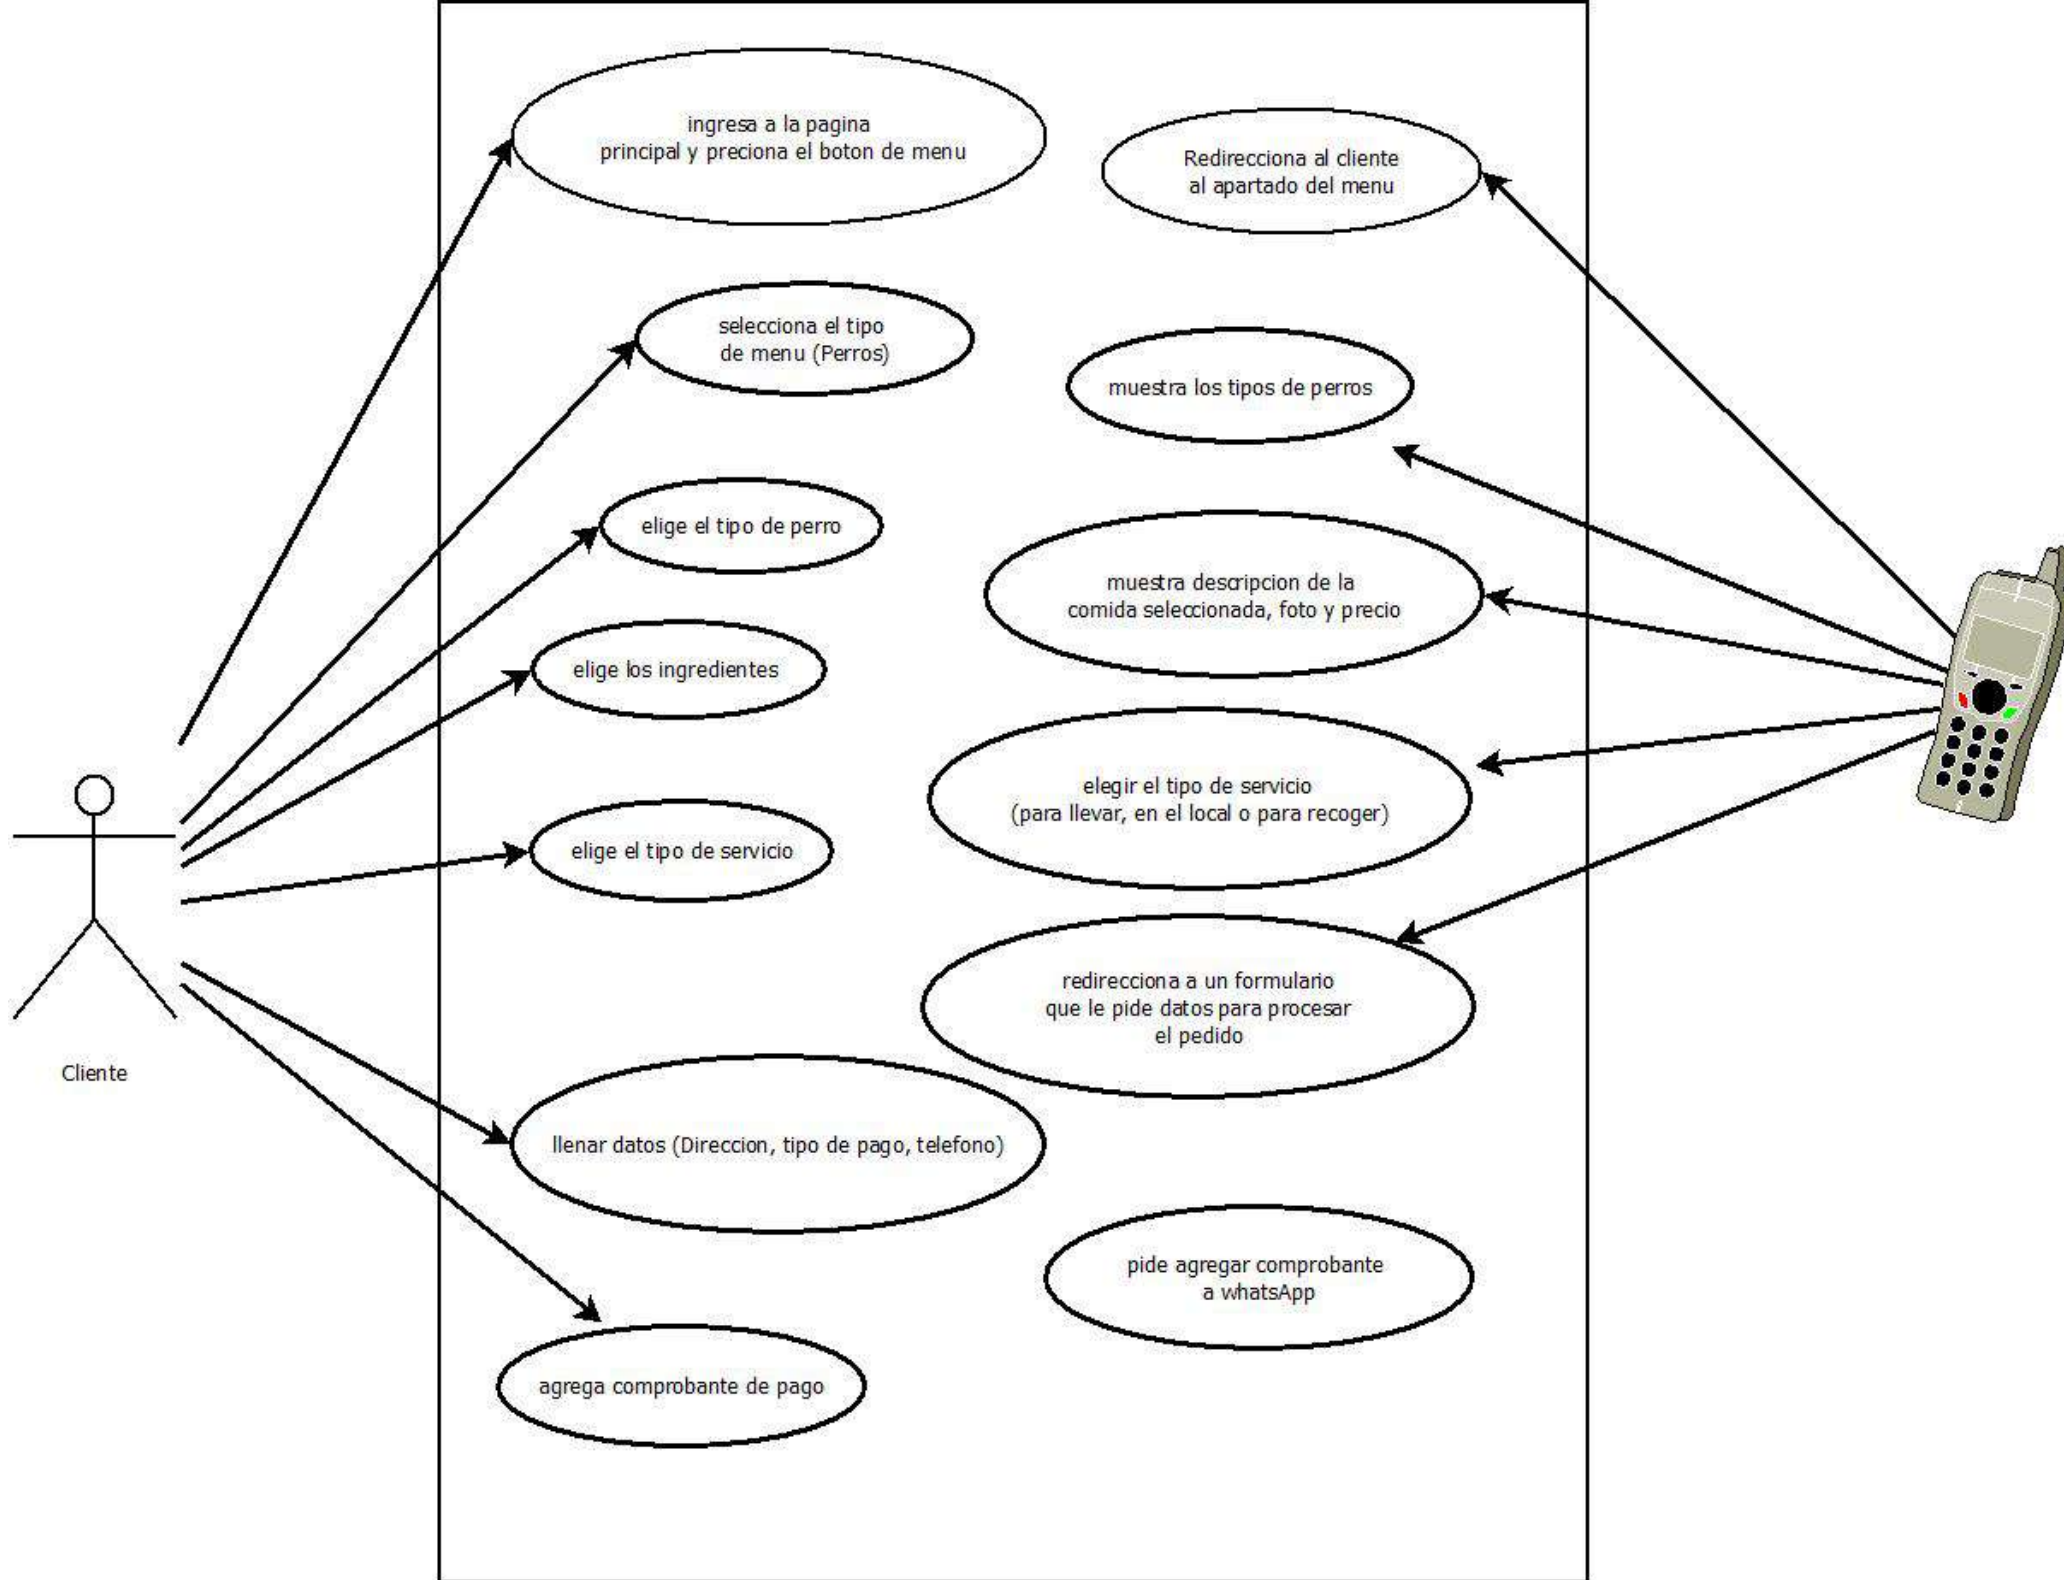 ingresa a la pagina
principal y preciona el boton de menu
Redirecciona al cliente
al apartado del menu
selecciona el tipo
de menu (Perros)
muestra los tipos de perros
elige el tipo de perro
muestra descripcion de la
comida seleccionada, foto y precio
elige los ingredientes
elegir el tipo de servicio
(para llevar, en el local o para recoger)
elige el tipo de servicio
redirecciona a un formulario
que le pide datos para procesar
el pedido
Cliente
llenar datos (Direccion, tipo de pago, telefono)
pide agregar comprobante
a whatsApp
agrega comprobante de pago